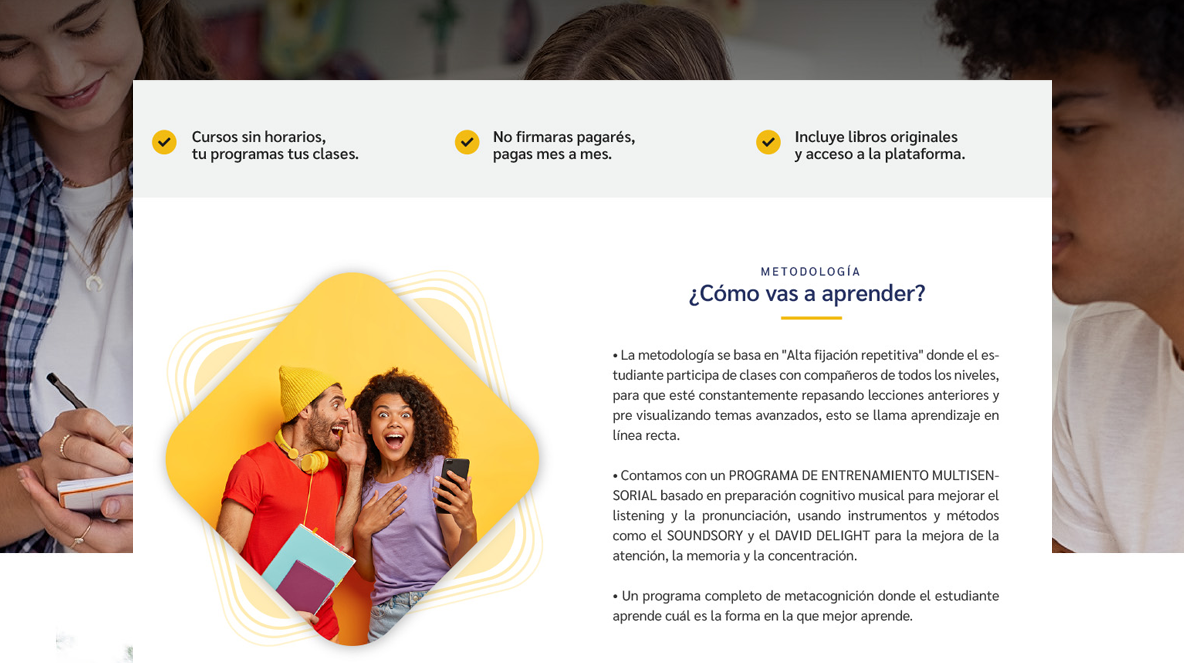 Cursos sin horarios,
tu programas tus clases.
No firmaras pagarés,
pagas mes a mes.
Incluye libros originales
y acceso a la plataforma.
METODOLOGÍA
¿Cómo vas a aprender?
• La metodología se basa en "Alta fijación repetitiva" donde el es-
tudiante participa de clases con compañeros de todos los niveles,
para que esté constantemente repasando lecciones anteriores y
pre visualizando temas avanzados, esto se llama aprendizaje en
línea recta.
• Contamos con un PROGRAMA DE ENTRENAMIENTO MULTISEN-
SORIAL basado en preparación cognitivo musical para mejorar el
listening y la pronunciación, usando instrumentos y métodos
como el SOUNDSORY y el DAVID DELIGHT para la mejora de la
atención, la memoria y la concentración.
• Un programa completo de metacognición donde el estudiante
aprende cuál es la forma en la que mejor aprende.